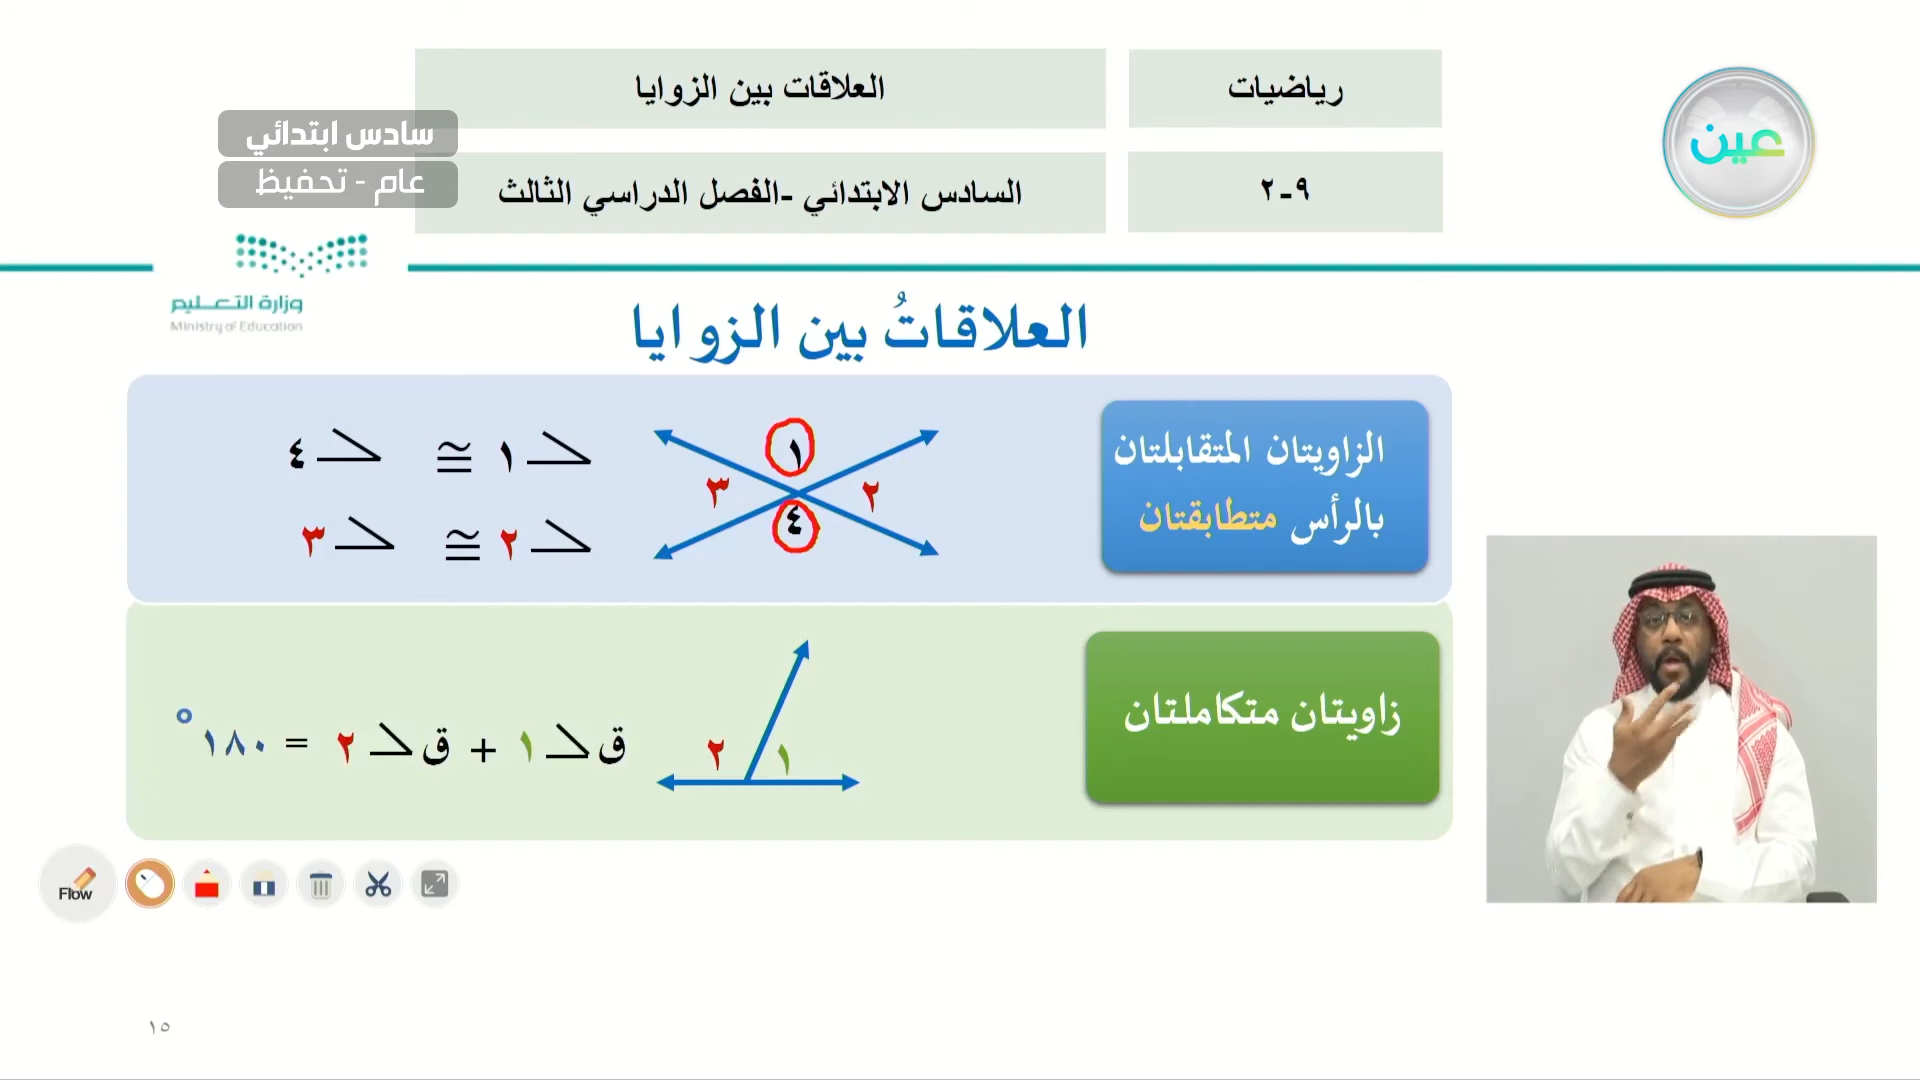 رياضيات
العلاقات بين الزوايا
٩-٢
السادس الابتدائي -الفصل الدراسي الثالث
سادس ابتدائي
عام - تحفيظ
عين
وزارة التعليم
Ministry of Education
العلاقاتُ بين الزوايا
الزاويتان المتقابلتان
بالرأس متطابقتان
١
٢
٣
٤
١ ≅ ٤
٢ ≅ ٣
زاويتان متكاملتان
١
٢
ق ١ + ق ٢ = ١٨٠°
Flow
١٥